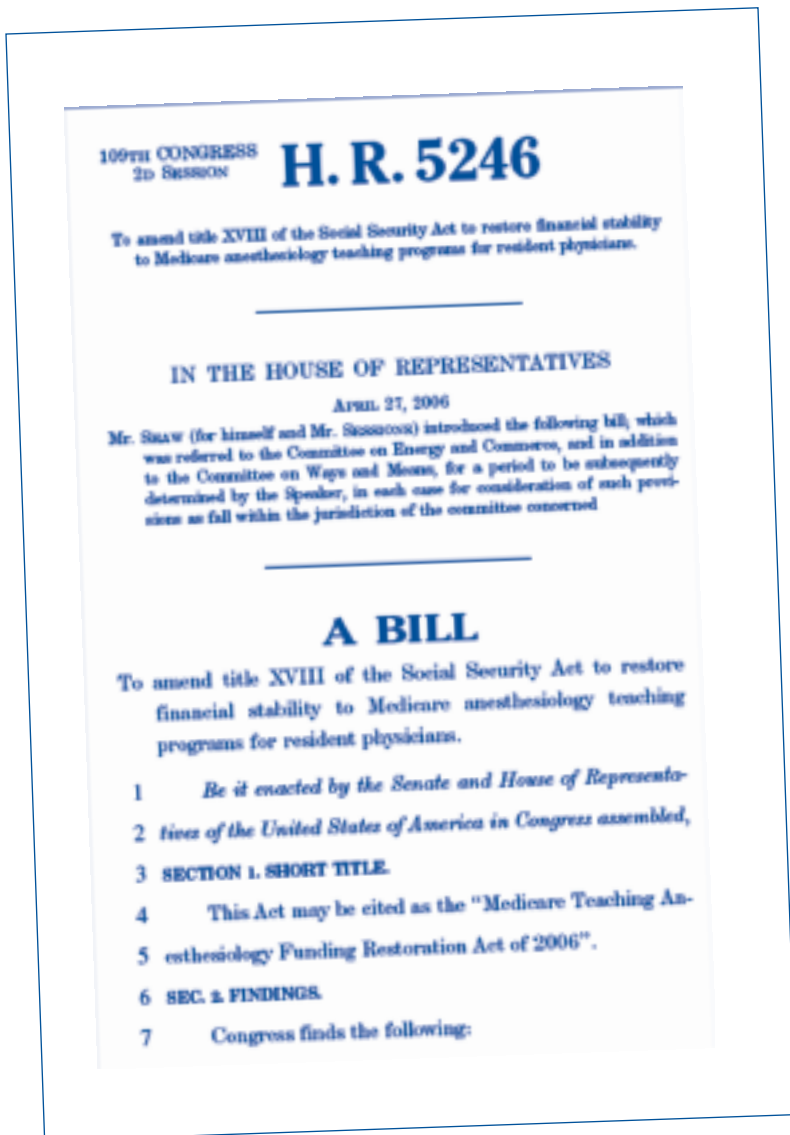 109TH CONGRESS
2D SESSION
H. R. 5246
To amend title XVIII of the Social Security Act to restore financial stability
to Medicare anesthesiology teaching programs for resident physicians.
IN THE HOUSE OF REPRESENTATIVES
APRIL 27, 2006
Mr. SHAW (for himself and Mr. SESSIONS) introduced the following bill; which
was referred to the Committee on Energy and Commerce, and in addition
to the Committee on Ways and Means, for a period to be subsequently
determined by the Speaker, in each case for consideration of such provi-
sions as fall within the jurisdiction of the committee concerned
A BILL
To amend title XVIII of the Social Security Act to restore
financial stability to Medicare anesthesiology teaching
programs for resident physicians.
1 Be it enacted by the Senate and House of Representa-
2 tives of the United States of America in Congress assembled,
3 SECTION 1. SHORT TITLE.
4 This Act may be cited as the "Medicare Teaching An-
5 esthesiology Funding Restoration Act of 2006".
6 SEC. 2. FINDINGS.
7 Congress finds the following: